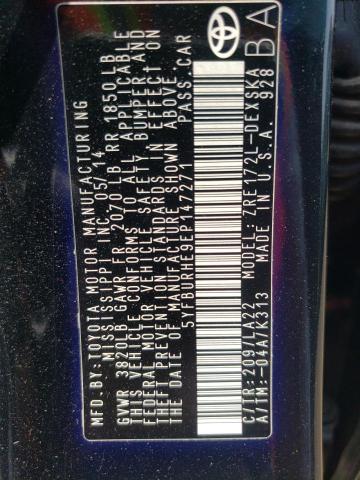 MFD.BY:TOYOTA MOTOR MANUFACTURING
MISSISSIPPI, INC. 05/14
GVWR 3820LB GAWR FR 2070 LB RR 1850LB
THIS VEHICLE CONFORMS TO ALL APPLICABLE
FEDERAL MOTOR VEHICLE SAFETY, BUMPER, AND
THEFT PREVENTION STANDARDS IN EFFECT ON
THE DATE OF MANUFACTURE SHOWN ABOVE.
5YFBURHE9EP147271 PASS.CAR
C/TR:209/LA22 ZRE172L-DEXSKA
A/TM:-04A/K313 MADE IN U.S.A. 928
BA